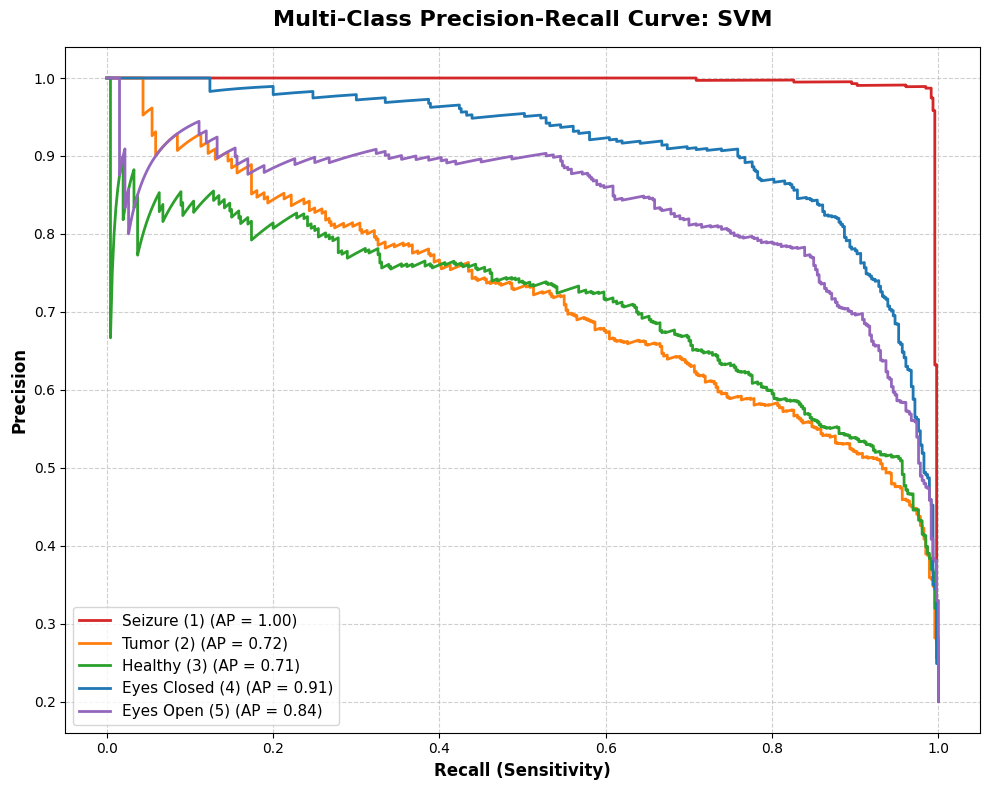 Multi-Class Precision-Recall Curve: SVM
1.0
0.9
0.8
0.7
0.6
0.5
0.4
0.3
0.2
Precision
Seizure (1) (AP = 1.00)
Tumor (2) (AP = 0.72)
Healthy (3) (AP = 0.71)
Eyes Closed (4) (AP = 0.91)
Eyes Open (5) (AP = 0.84)
0.0 0.2 0.4 0.6 0.8 1.0
Recall (Sensitivity)